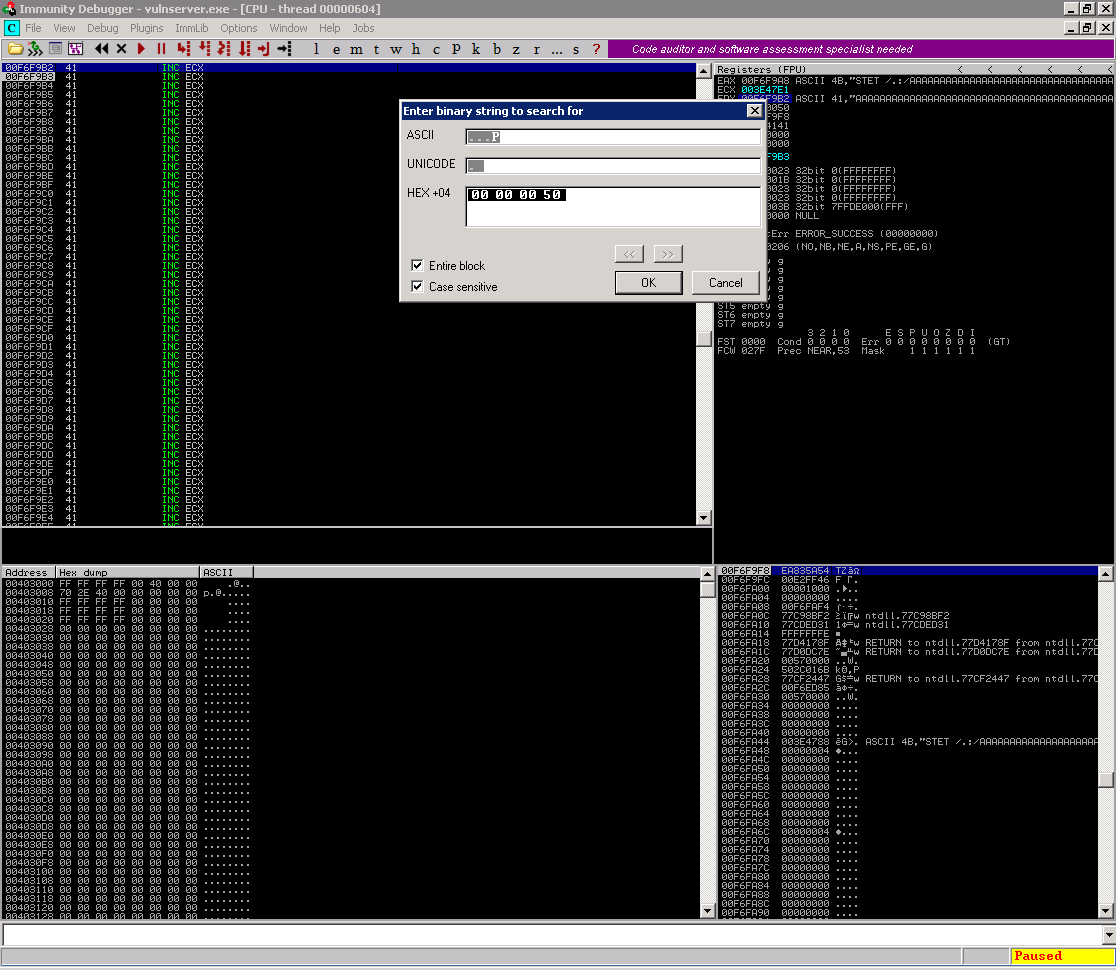 Immunity Debugger - vulnserver.exe - [CPU - thread 00000604]
C File View Debug Plugins ImmLib Options Window Help Jobs
l e m t w h c p k b z r ... s ?
Code auditor and software assessment specialist needed
00F6F9B2 41 INC ECX
00F6F9B3 41 INC ECX
00F6F9B4 41 INC ECX
00F6F9B5 41 INC ECX
00F6F9B6 41 INC ECX
00F6F9B7 41 INC ECX
00F6F9B8 41 INC ECX
00F6F9B9 41 INC ECX
00F6F9BA 41 INC ECX
00F6F9BB 41 INC ECX
00F6F9BC 41 INC ECX
00F6F9BD 41 INC ECX
00F6F9BE 41 INC ECX
00F6F9BF 41 INC ECX
00F6F9C0 41 INC ECX
00F6F9C1 41 INC ECX
00F6F9C2 41 INC ECX
00F6F9C3 41 INC ECX
00F6F9C4 41 INC ECX
00F6F9C5 41 INC ECX
00F6F9C6 41 INC ECX
00F6F9C7 41 INC ECX
00F6F9C8 41 INC ECX
00F6F9C9 41 INC ECX
00F6F9CA 41 INC ECX
00F6F9CB 41 INC ECX
00F6F9CC 41 INC ECX
00F6F9CD 41 INC ECX
00F6F9CE 41 INC ECX
00F6F9CF 41 INC ECX
00F6F9D0 41 INC ECX
00F6F9D1 41 INC ECX
00F6F9D2 41 INC ECX
00F6F9D3 41 INC ECX
00F6F9D4 41 INC ECX
00F6F9D5 41 INC ECX
00F6F9D6 41 INC ECX
00F6F9D7 41 INC ECX
00F6F9D8 41 INC ECX
00F6F9D9 41 INC ECX
00F6F9DA 41 INC ECX
00F6F9DB 41 INC ECX
00F6F9DC 41 INC ECX
00F6F9DD 41 INC ECX
00F6F9DE 41 INC ECX
00F6F9DF 41 INC ECX
00F6F9E0 41 INC ECX
00F6F9E1 41 INC ECX
00F6F9E2 41 INC ECX
00F6F9E3 41 INC ECX
00F6F9E4 41 INC ECX
Enter binary string to search for
ASCII ...P
UNICODE .
HEX +04 00 00 00 50
<< >>
Entire block
Case sensitive
OK Cancel
Registers (FPU) < < < < < <
EAX 00F6F9A8 ASCII 4B,"STET /.:/AAAAAAAAAAAAAAAAAAAAAAAAAAAAA
ECX 003E47E1
EDX 00F6F9B2 ASCII 41,"AAAAAAAAAAAAAAAAAAAAAAAAAAAAAAAAAAAAAA
0050
F9F8
4141
0000
0000
F9B3
0023 32bit 0(FFFFFFFF)
001B 32bit 0(FFFFFFFF)
0023 32bit 0(FFFFFFFF)
0023 32bit 0(FFFFFFFF)
003B 32bit 7FFDE000(FFF)
0000 NULL
Err ERROR_SUCCESS (00000000)
0206 (NO,NB,NE,A,NS,PE,GE,G)
g
g
g
g
g
ST5 empty g
ST6 empty g
ST7 empty g
3 2 1 0 E S P U O Z D I
FST 0000 Cond 0 0 0 0 Err 0 0 0 0 0 0 0 0 (GT)
FCW 027F Prec NEAR,53 Mask 1 1 1 1 1 1
Address Hex dump ASCII
00403000 FF FF FF FF 00 40 00 00 .@..
00403008 70 2E 40 00 00 00 00 00 p.@.....
00403010 FF FF FF FF 00 00 00 00 ....
00403018 FF FF FF FF 00 00 00 00 ....
00403020 FF FF FF FF 00 00 00 00 ....
00403028 00 00 00 00 00 00 00 00 ........
00403030 00 00 00 00 00 00 00 00 ........
00403038 00 00 00 00 00 00 00 00 ........
00403040 00 00 00 00 00 00 00 00 ........
00403048 00 00 00 00 00 00 00 00 ........
00403050 00 00 00 00 00 00 00 00 ........
00403058 00 00 00 00 00 00 00 00 ........
00403060 00 00 00 00 00 00 00 00 ........
00403068 00 00 00 00 00 00 00 00 ........
00403070 00 00 00 00 00 00 00 00 ........
00403078 00 00 00 00 00 00 00 00 ........
00403080 00 00 00 00 00 00 00 00 ........
00403088 00 00 00 00 00 00 00 00 ........
00403090 00 00 00 00 00 00 00 00 ........
00403098 00 00 00 00 00 00 00 00 ........
004030A0 00 00 00 00 00 00 00 00 ........
004030A8 00 00 00 00 00 00 00 00 ........
004030B0 00 00 00 00 00 00 00 00 ........
004030B8 00 00 00 00 00 00 00 00 ........
004030C0 00 00 00 00 00 00 00 00 ........
004030C8 00 00 00 00 00 00 00 00 ........
004030D0 00 00 00 00 00 00 00 00 ........
004030D8 00 00 00 00 00 00 00 00 ........
004030E0 00 00 00 00 00 00 00 00 ........
004030E8 00 00 00 00 00 00 00 00 ........
004030F0 00 00 00 00 00 00 00 00 ........
004030F8 00 00 00 00 00 00 00 00 ........
00403100 00 00 00 00 00 00 00 00 ........
00403108 00 00 00 00 00 00 00 00 ........
00403110 00 00 00 00 00 00 00 00 ........
00403118 00 00 00 00 00 00 00 00 ........
00403120 00 00 00 00 00 00 00 00 ........
00403128 00 00 00 00 00 00 00 00 ........
00F6F9F8 EA835A54 TZâΩ
00F6F9FC 00E2FF46 F Γ.
00F6FA00 00001000 .►..
00F6FA04 00000000 ....
00F6FA08 00F6FAF4 ⌠·÷.
00F6FA0C 77C98BF2 ≥ï╔w ntdll.77C98BF2
00F6FA10 77CDED31 1φ═w ntdll.77CDED31
00F6FA14 FFFFFFFE ■
00F6FA18 77D4178F Å↨╘w RETURN to ntdll.77D4178F from ntdll.77C
00F6FA1C 77D0DC7E ~▄╨w RETURN to ntdll.77D0DC7E from ntdll.77D
00F6FA20 00570000 ..W.
00F6FA24 502C016B k☺,P
00F6FA28 77CF2447 G$╧w RETURN to ntdll.77CF2447 from ntdll.77C
00F6FA2C 00F6ED85 àφ÷.
00F6FA30 00570000 ..W.
00F6FA34 00000000 ....
00F6FA38 00000000 ....
00F6FA3C 00000000 ....
00F6FA40 00000000 ....
00F6FA44 003E4788 êG>. ASCII 4B,"STET /.:/AAAAAAAAAAAAAAAAAAAAA
00F6FA48 00000004 ♦...
00F6FA4C 00000000 ....
00F6FA50 00000000 ....
00F6FA54 00000000 ....
00F6FA58 00000000 ....
00F6FA5C 00000000 ....
00F6FA60 00000000 ....
00F6FA64 00000000 ....
00F6FA68 00000000 ....
00F6FA6C 00000004 ♦...
00F6FA70 00000000 ....
00F6FA74 00000000 ....
00F6FA78 00000000 ....
00F6FA7C 00000000 ....
00F6FA80 00000000 ....
00F6FA84 00000000 ....
00F6FA88 00000000 ....
00F6FA8C 00000000 ....
00F6FA90 00000000 ....
Paused